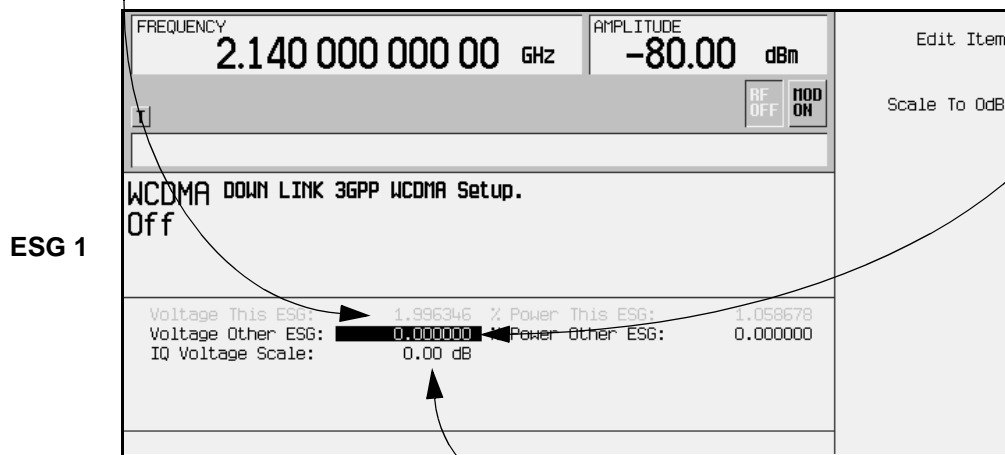 FREQUENCY
2.140 000 000 00 GHz
AMPLITUDE
-80.00 dBm
Edit Item
RF OFF
MOD ON
Scale To 0dB
T
WCDMA DOWN LINK 3GPP WCDMA Setup.
Off
ESG 1
Voltage This ESG: 1.996346 % Power This ESG: 1.058678
Voltage Other ESG: 0.000000 % Power Other ESG: 0.000000
IQ Voltage Scale: 0.00 dB